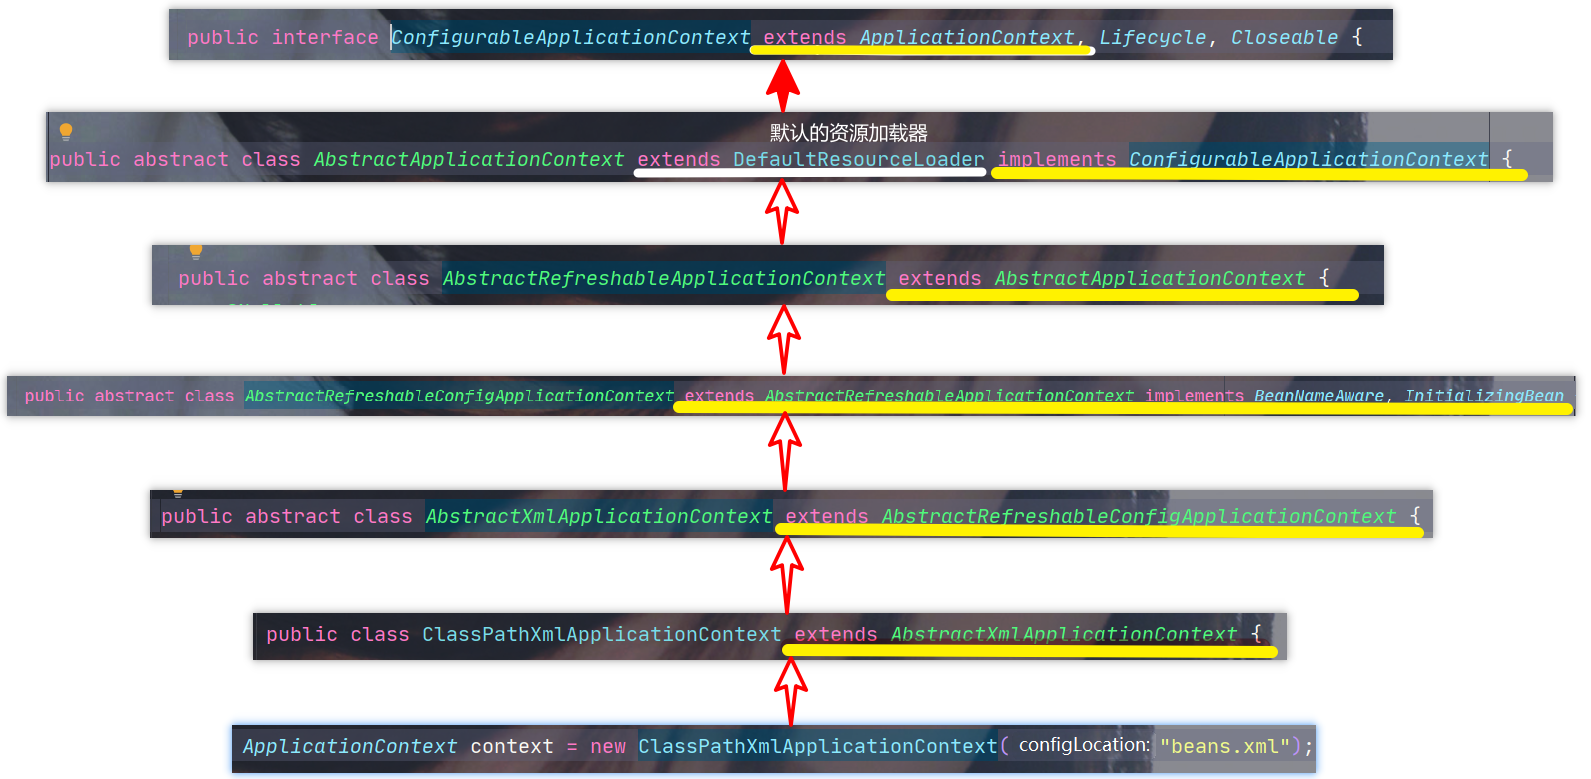 public interface ConfigurableApplicationContext extends ApplicationContext, Lifecycle, Closeable {
默认的资源加载器
public abstract class AbstractApplicationContext extends DefaultResourceLoader implements ConfigurableApplicationContext {
public abstract class AbstractRefreshableApplicationContext extends AbstractApplicationContext {
public abstract class AbstractRefreshableConfigApplicationContext extends AbstractRefreshableApplicationContext implements BeanNameAware, InitializingBean
public abstract class AbstractXmlApplicationContext extends AbstractRefreshableConfigApplicationContext {
public class ClassPathXmlApplicationContext extends AbstractXmlApplicationContext {
ApplicationContext context = new ClassPathXmlApplicationContext( configLocation: "beans.xml");